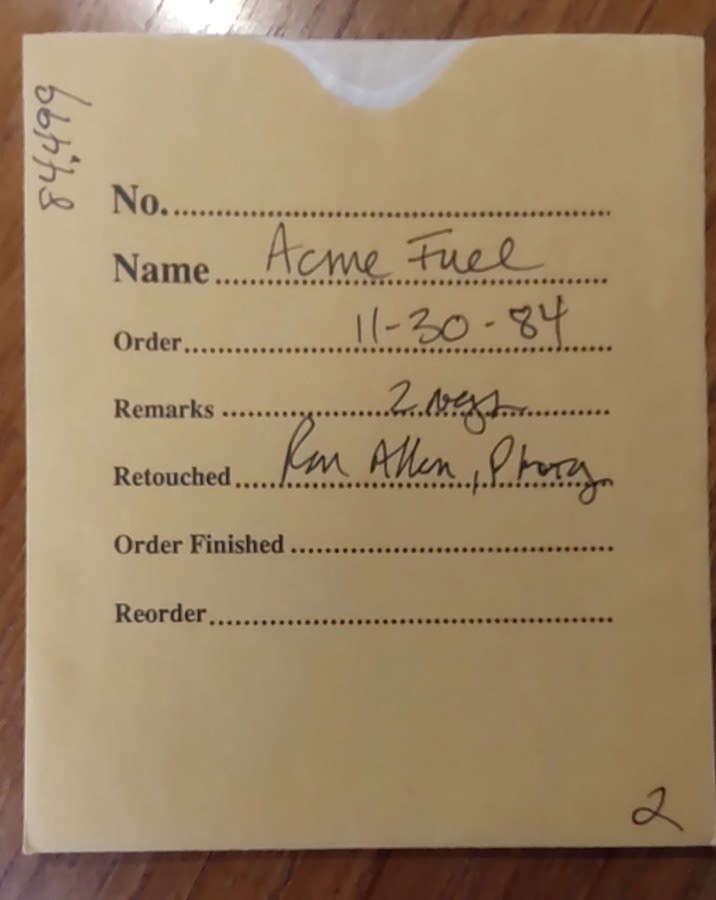 No.
Name Acme Fuel
Order 11-30-84
Remarks 2 negs
Retouched Ron Allen, Photog
Order Finished
Reorder
2